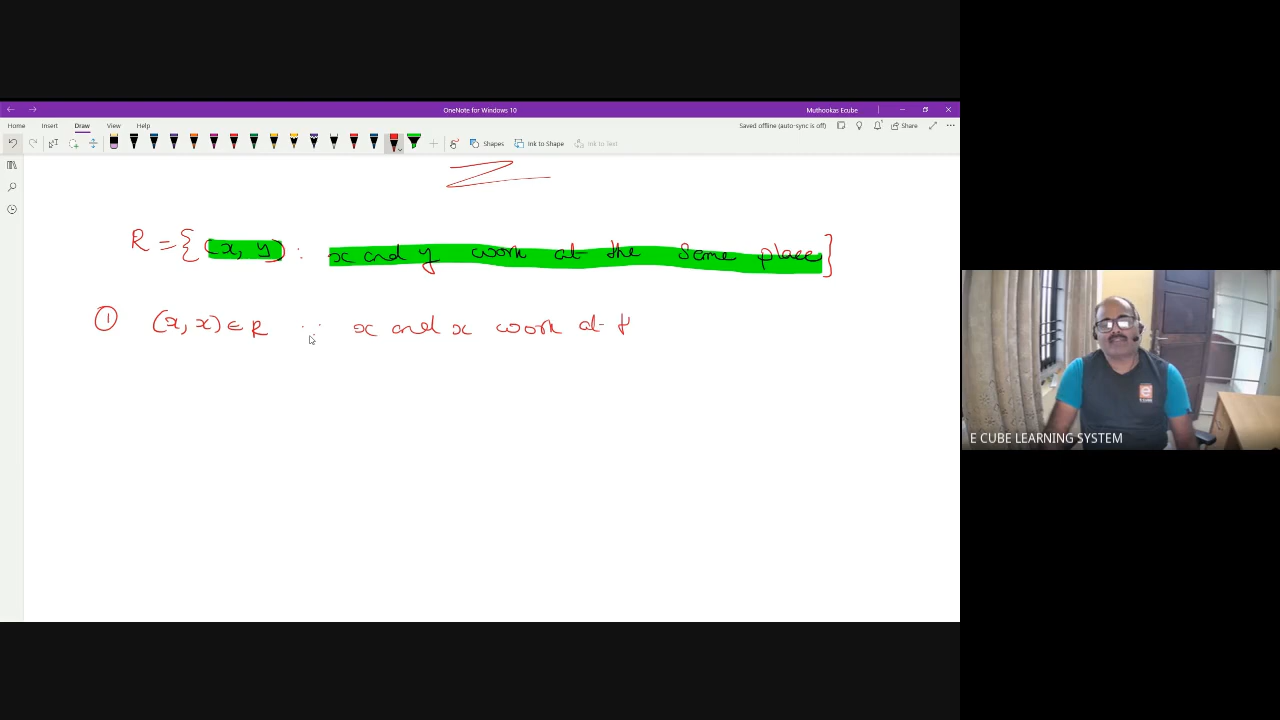 OneNote for Windows 10
Muthookas Ecube
Home Insert Draw View Help
Saved offline (auto-sync is off)
Share
Shapes Ink to Shape Ink to Text
R = {(x, y) : x and y work at the same place}
① (x, x) ∈ R ∵ x and x work at t
e
E CUBE
E CUBE LEARNING SYSTEM